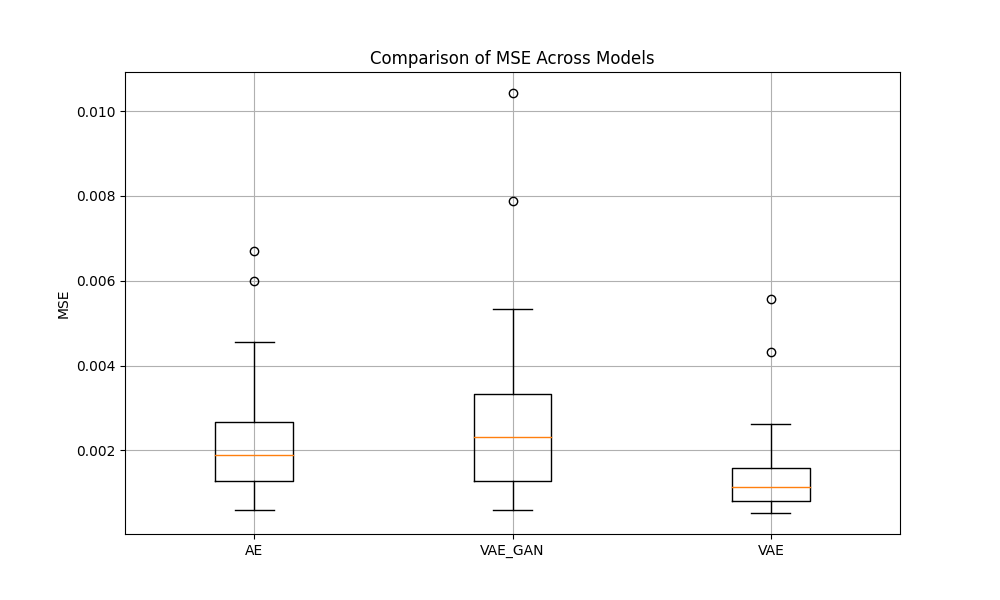 Comparison of MSE Across Models
0.010
0.008
0.006
0.004
0.002
MSE
AE
VAE_GAN
VAE